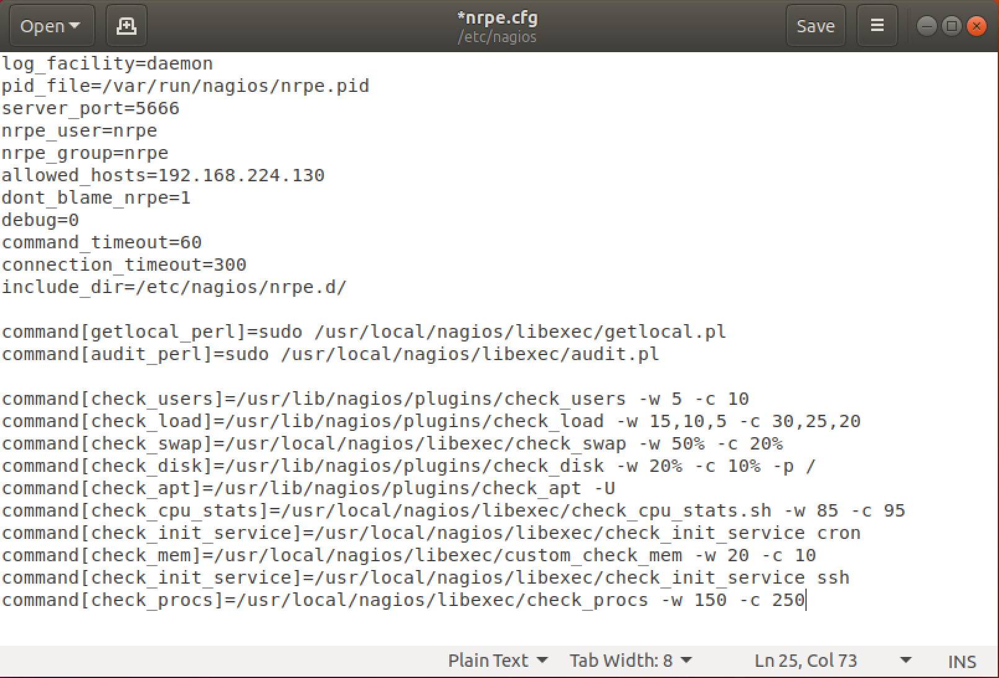 Open
*nrpe.cfg
/etc/nagios
Save
log_facility=daemon
pid_file=/var/run/nagios/nrpe.pid
server_port=5666
nrpe_user=nrpe
nrpe_group=nrpe
allowed_hosts=192.168.224.130
dont_blame_nrpe=1
debug=0
command_timeout=60
connection_timeout=300
include_dir=/etc/nagios/nrpe.d/

command[getlocal_perl]=sudo /usr/local/nagios/libexec/getlocal.pl
command[audit_perl]=sudo /usr/local/nagios/libexec/audit.pl

command[check_users]=/usr/lib/nagios/plugins/check_users -w 5 -c 10
command[check_load]=/usr/lib/nagios/plugins/check_load -w 15,10,5 -c 30,25,20
command[check_swap]=/usr/local/nagios/libexec/check_swap -w 50% -c 20%
command[check_disk]=/usr/lib/nagios/plugins/check_disk -w 20% -c 10% -p /
command[check_apt]=/usr/lib/nagios/plugins/check_apt -U
command[check_cpu_stats]=/usr/local/nagios/libexec/check_cpu_stats.sh -w 85 -c 95
command[check_init_service]=/usr/local/nagios/libexec/check_init_service cron
command[check_mem]=/usr/local/nagios/libexec/custom_check_mem -w 20 -c 10
command[check_init_service]=/usr/local/nagios/libexec/check_init_service ssh
command[check_procs]=/usr/local/nagios/libexec/check_procs -w 150 -c 250
Plain Text Tab Width: 8 Ln 25, Col 73 INS